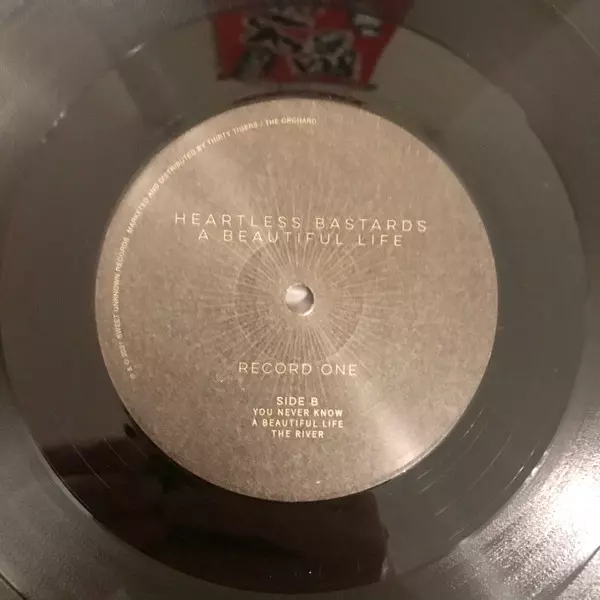 HEARTLESS BASTARDS
A BEAUTIFUL LIFE
RECORD ONE
SIDE B
YOU NEVER KNOW
A BEAUTIFUL LIFE
THE RIVER
℗ & © 2021 SWEET UNKNOWN RECORDS. MARKETED AND DISTRIBUTED BY THIRTY TIGERS / THE ORCHARD